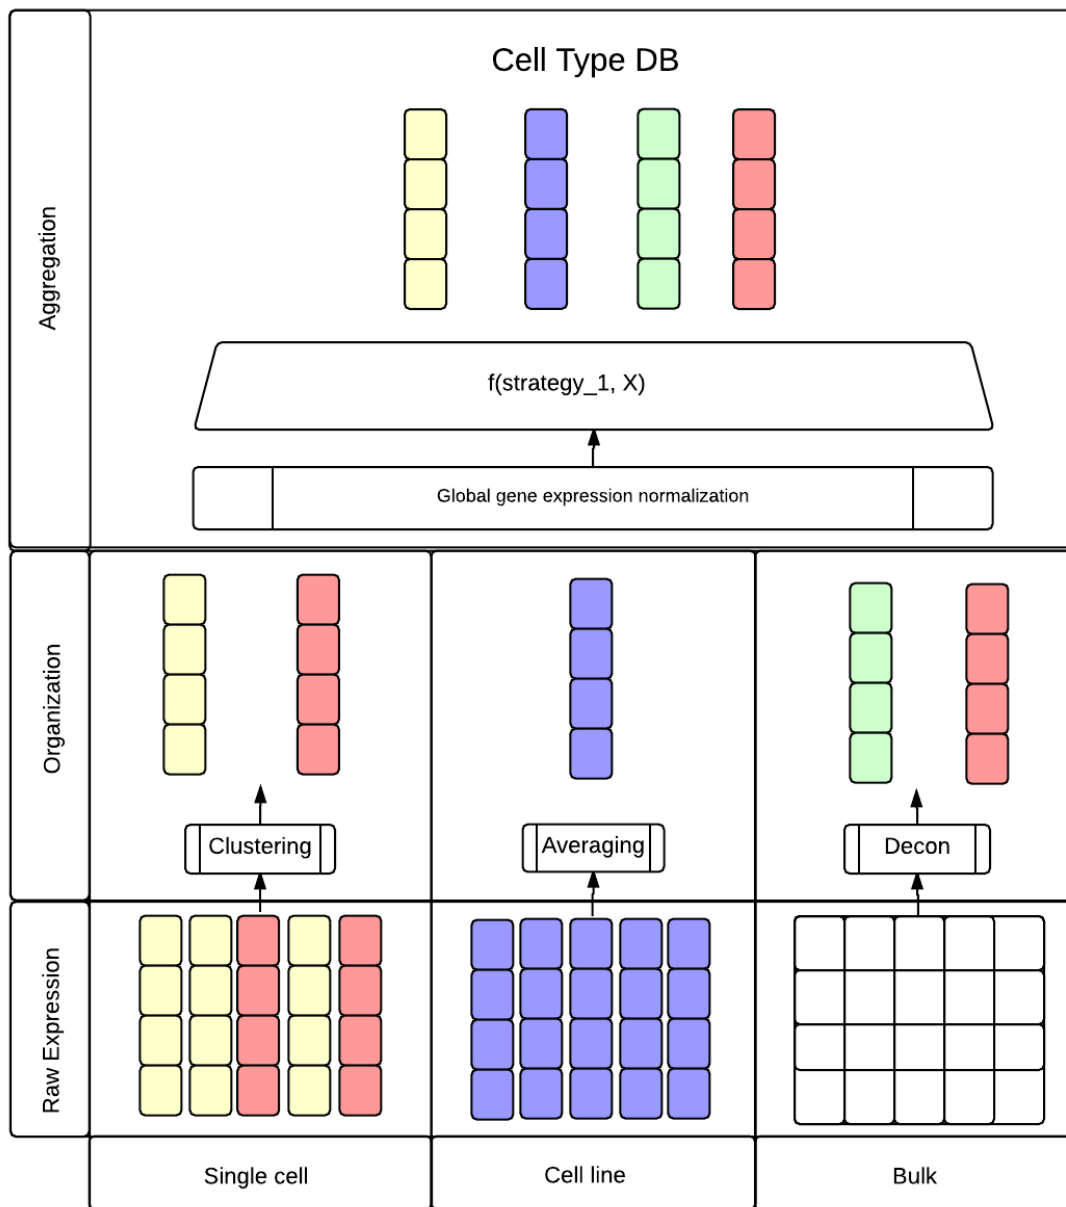 Cell Type DB
Aggregation
f(strategy_1, X)
Global gene expression normalization
Organization
Clustering
Averaging
Decon
Raw Expression
Single cell
Cell line
Bulk